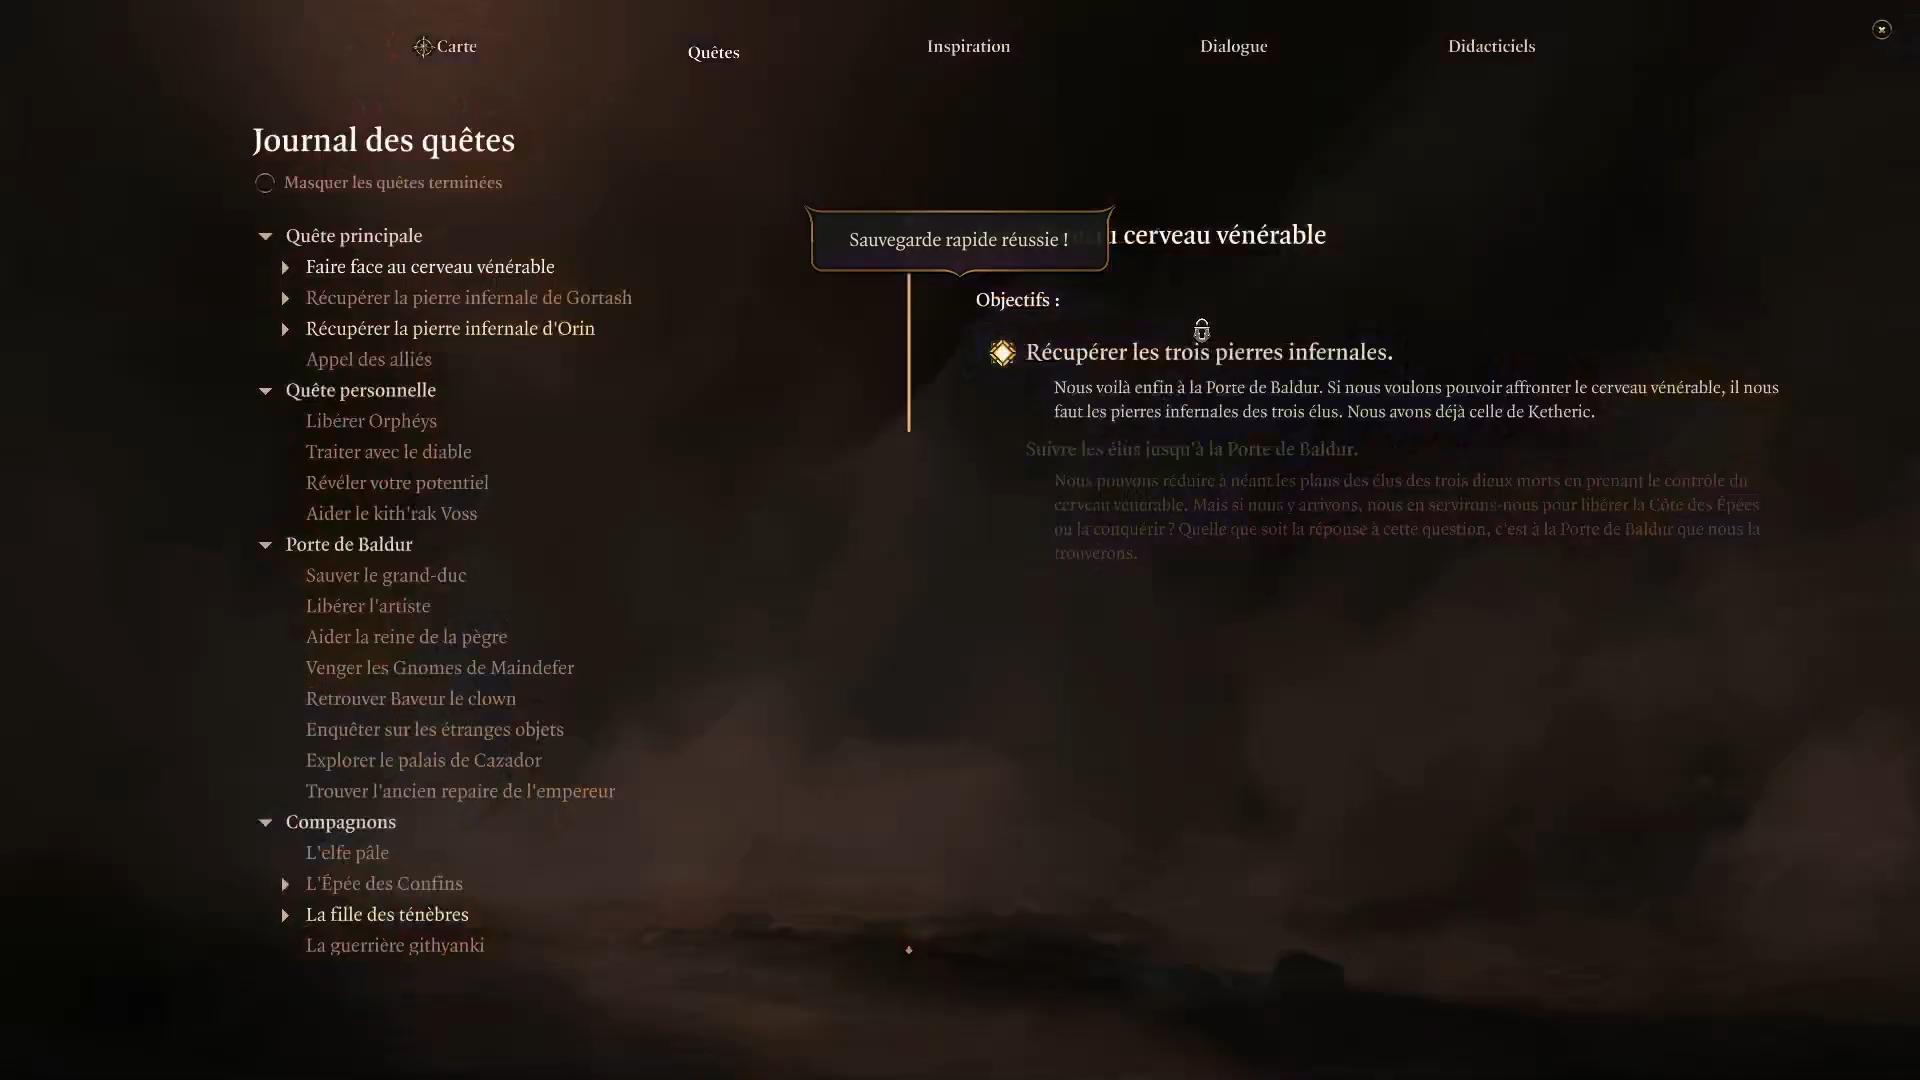 Carte
Quêtes
Inspiration
Dialogue
Didacticiels
Journal des quêtes
Masquer les quêtes terminées
Quête principale
Faire face au cerveau vénérable
Récupérer la pierre infernale de Gortash
Récupérer la pierre infernale d'Orin
Appel des alliés
Quête personnelle
Libérer Orphéys
Traiter avec le diable
Révéler votre potentiel
Aider le kith'rak Voss
Porte de Baldur
Sauver le grand-duc
Libérer l'artiste
Aider la reine de la pègre
Venger les Gnomes de Maindefer
Retrouver Baveur le clown
Enquêter sur les étranges objets
Explorer le palais de Cazador
Trouver l'ancien repaire de l'empereur
Compagnons
L'elfe pâle
L'Épée des Confins
La fille des ténèbres
La guerrière githyanki
Sauvegarde rapide réussie !
cerveau vénérable
Objectifs :
Récupérer les trois pierres infernales.
Nous voilà enfin à la Porte de Baldur. Si nous voulons pouvoir affronter le cerveau vénérable, il nous
faut les pierres infernales des trois élus. Nous avons déjà celle de Ketheric.
Suivre les élus jusqu'à la Porte de Baldur.
Nous pouvons réduire à néant les plans des élus des trois dieux morts en prenant le contrôle du
cerveau vénérable. Mais si nous y arrivons, nous en servirons-nous pour libérer la Côte des Épées
ou la conquérir ? Quelle que soit la réponse à cette question, c'est à la Porte de Baldur que nous la
trouverons.